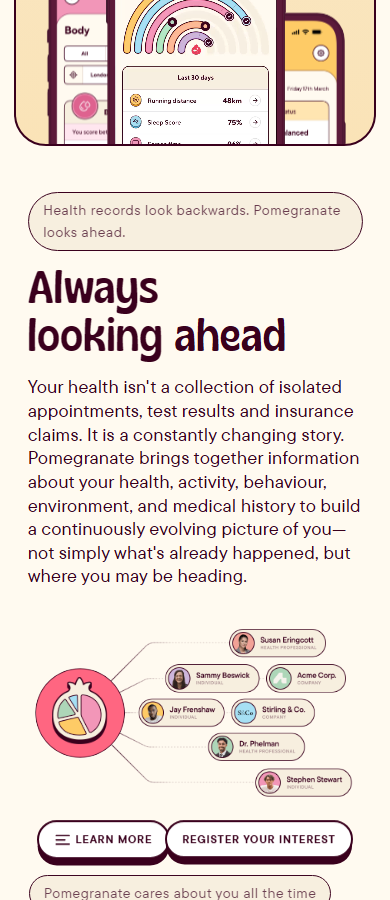 Body
All
London
You score bet
Last 30 days
Running distance 48km
Sleep Score 75%
Friday 17th March
alanced
Health records look backwards. Pomegranate
looks ahead.
Always
looking ahead
Your health isn't a collection of isolated
appointments, test results and insurance
claims. It is a constantly changing story.
Pomegranate brings together information
about your health, activity, behaviour,
environment, and medical history to build
a continuously evolving picture of you—
not simply what's already happened, but
where you may be heading.
Susan Eringcott
HEALTH PROFESSIONAL
Sammy Beswick
INDIVIDUAL
Acme Corp.
COMPANY
Jay Frenshaw
INDIVIDUAL
St&Co
Stirling & Co.
COMPANY
Dr. Phelman
HEALTH PROFESSIONAL
Stephen Stewart
INDIVIDUAL
LEARN MORE
REGISTER YOUR INTEREST
Pomegranate cares about you all the time